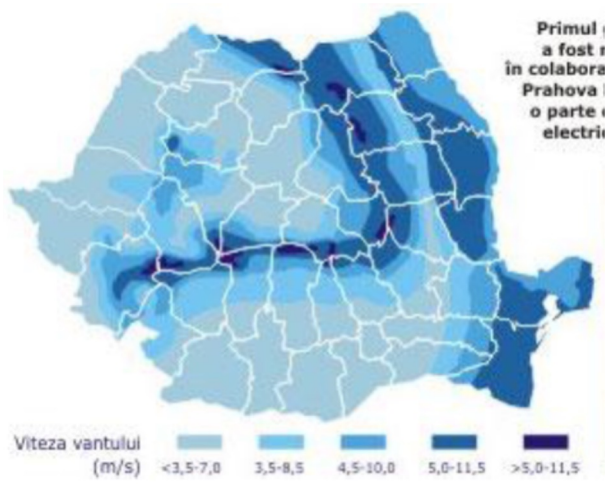 Primul
a fost
în colabora
Prahova
o parte
electric
Viteza vantului
(m/s) <3,5-7,0 3,5-8,5 4,5-10,0 5,0-11,5 >5,0-11,5